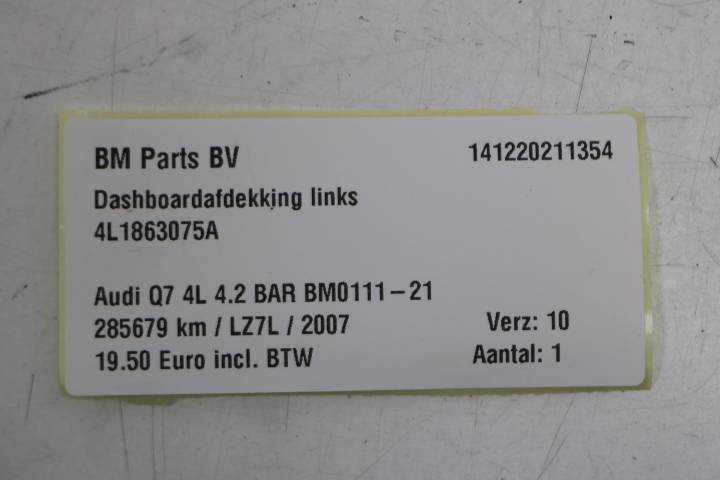 BM Parts BV 141220211354
Dashboardafdekking links
4L1863075A
Audi Q7 4L 4.2 BAR BM0111-21
285679 km / LZ7L / 2007 Verz: 10
19.50 Euro incl. BTW Aantal: 1